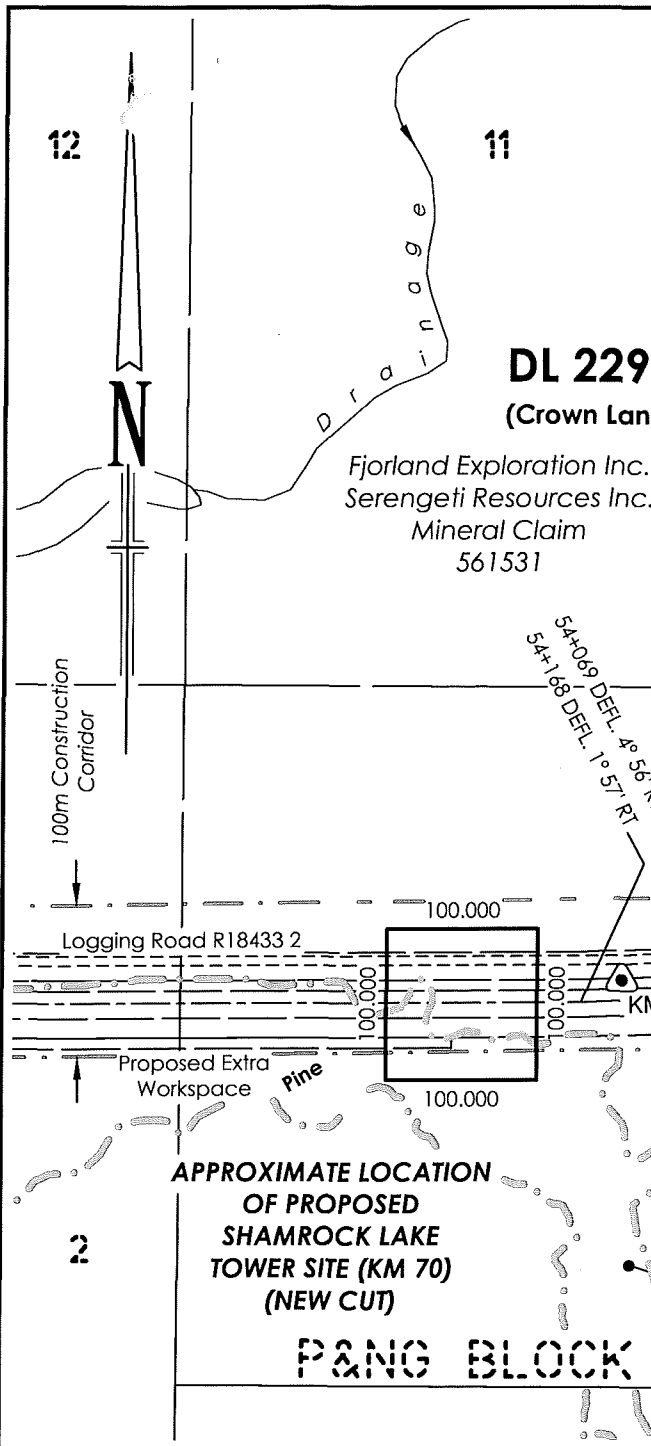 12
11
Drainage
N
DL 229
(Crown Lan
Fjorland Exploration Inc.
Serengeti Resources Inc.
Mineral Claim
561531
54+069 DEFL. 4° 56'
54+168 DEFL. 1° 57' RT
100m Construction
Corridor
100.000
Logging Road R18433 2
100.000
100.000
KM
Proposed Extra
Workspace
Pine
100.000
APPROXIMATE LOCATION
OF PROPOSED
SHAMROCK LAKE
TOWER SITE (KM 70)
(NEW CUT)
2
P&NG BLOCK